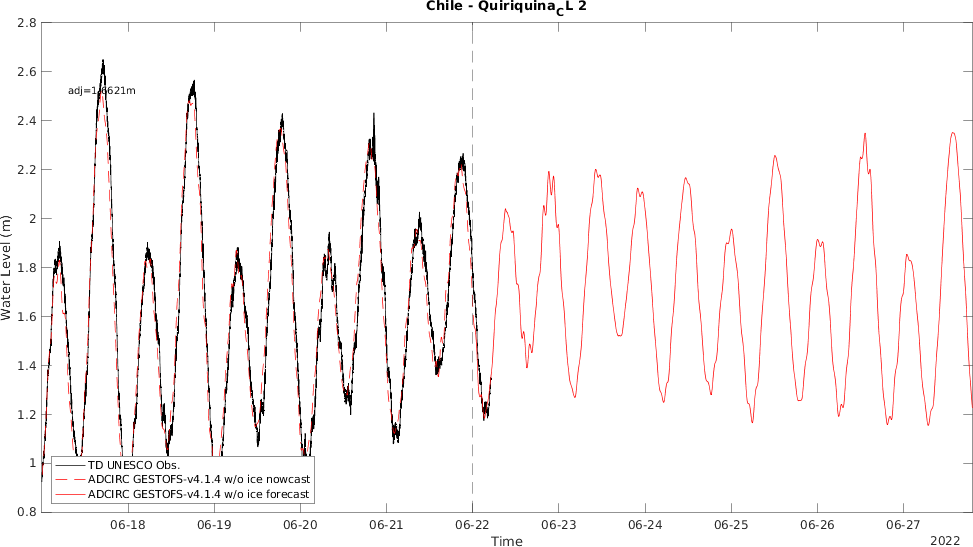 Chile - Quiriquina_CL 2
2.8
2.6
2.4
2.2
2
1.8
1.6
1.4
1.2
1
0.8
Water Level (m)
adj=1.6621m
TD UNESCO Obs.
ADCIRC GESTOFS-v4.1.4 w/o ice nowcast
ADCIRC GESTOFS-v4.1.4 w/o ice forecast
06-18 06-19 06-20 06-21 06-22 06-23 06-24 06-25 06-26 06-27
Time
2022